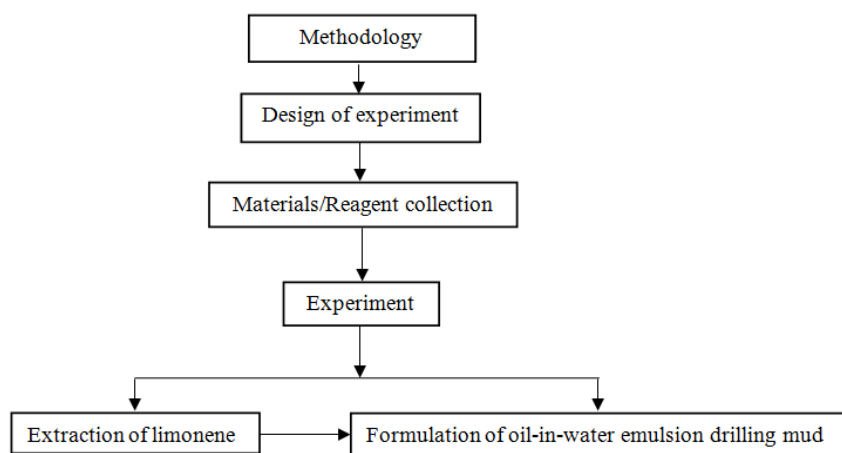 Methodology
Design of experiment
Materials/Reagent collection
Experiment
Extraction of limonene
Formulation of oil-in-water emulsion drilling mud